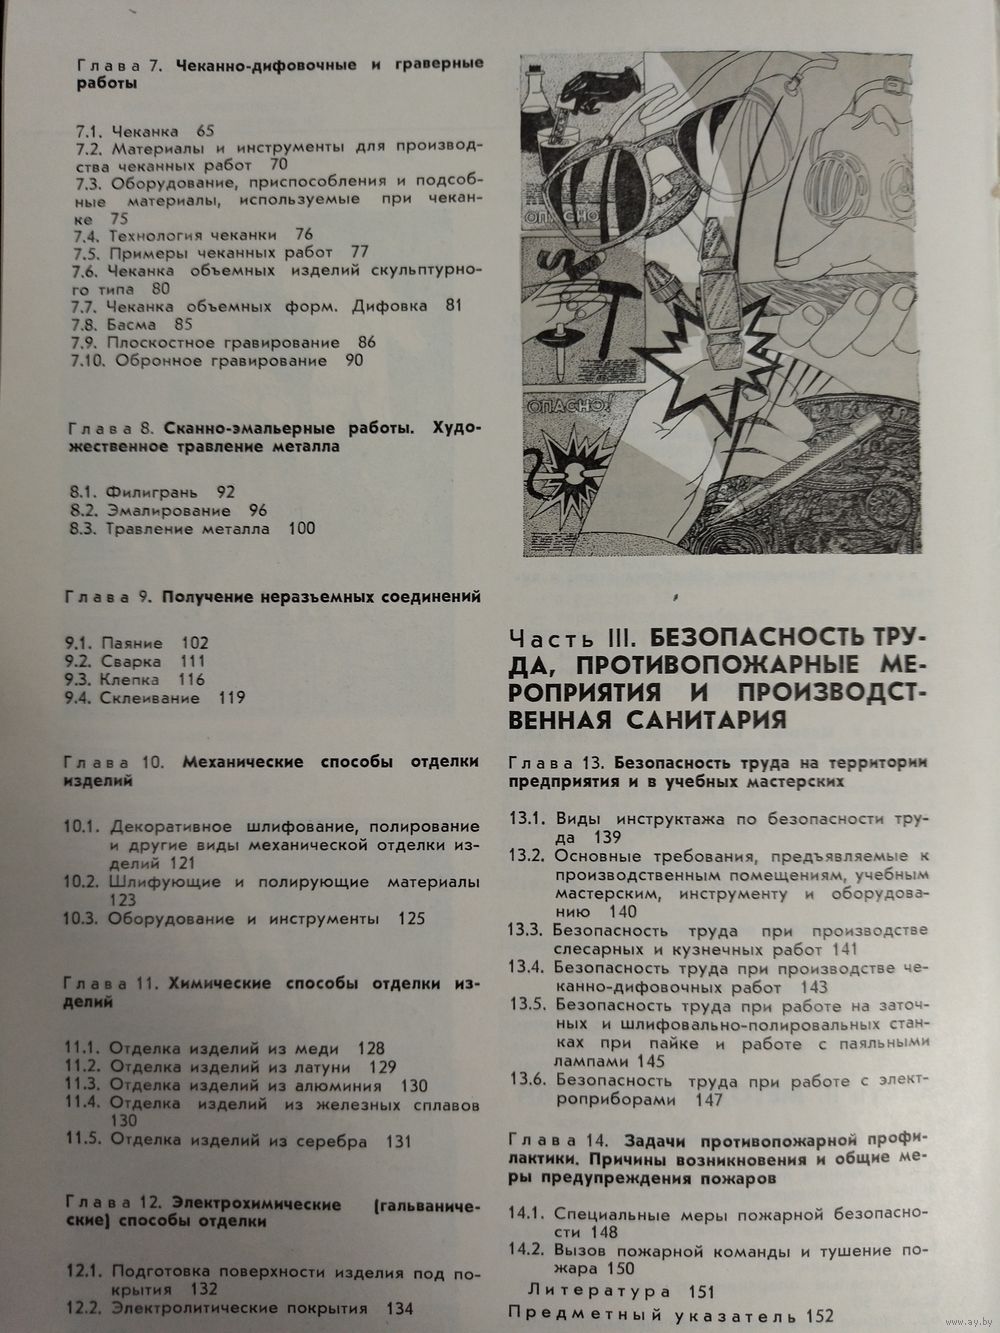 Глава 7. Чеканно-дифовочные и граверные
работы
7.1. Чеканка 65
7.2. Материалы и инструменты для производ-
ства чеканных работ 70
7.3. Оборудование, приспособления и подсоб-
ные материалы, используемые при чекан-
ке 75
7.4. Технология чеканки 76
7.5. Примеры чеканных работ 77
7.6. Чеканка объемных изделий скульптурно-
го типа 80
7.7. Чеканка объемных форм. Дифовка 81
7.8. Басма 85
7.9. Плоскостное гравирование 86
7.10. Обронное гравирование 90
Глава 8. Сканно-эмальерные работы. Худо-
жественное травление металла
8.1. Филигрань 92
8.2. Эмалирование 96
8.3. Травление металла 100
Глава 9. Получение неразъемных соединений
9.1. Паяние 102
9.2. Сварка 111
9.3. Клепка 116
9.4. Склеивание 119
Глава 10. Механические способы отделки
изделий
10.1. Декоративное шлифование, полирование
и другие виды механической отделки из-
делий 121
10.2. Шлифующие и полирующие материалы
123
10.3. Оборудование и инструменты 125
Глава 11. Химические способы отделки из-
делий
11.1. Отделка изделий из меди 128
11.2. Отделка изделий из латуни 129
11.3. Отделка изделий из алюминия 130
11.4. Отделка изделий из железных сплавов
130
11.5. Отделка изделий из серебра 131
Глава 12. Электрохимические (гальваниче-
ские) способы отделки
12.1. Подготовка поверхности изделия под по-
крытия 132
12.2. Электролитические покрытия 134
ОПАСНО!
ОПАСНО!
Часть III. БЕЗОПАСНОСТЬ ТРУ-
ДА, ПРОТИВОПОЖАРНЫЕ МЕ-
РОПРИЯТИЯ И ПРОИЗВОДСТ-
ВЕННАЯ САНИТАРИЯ
Глава 13. Безопасность труда на территории
предприятия и в учебных мастерских
13.1. Виды инструктажа по безопасности тру-
да 139
13.2. Основные требования, предъявляемые к
производственным помещениям, учебным
мастерским, инструменту и оборудова-
нию 140
13.3. Безопасность труда при производстве
слесарных и кузнечных работ 141
13.4. Безопасность труда при производстве че-
канно-дифовочных работ 143
13.5. Безопасность труда при работе на заточ-
ных и шлифовально-полировальных стан-
ках при пайке и работе с паяльными
лампами 145
13.6. Безопасность труда при работе с элект-
роприборами 147
Глава 14. Задачи противопожарной профи-
лактики. Причины возникновения и общие ме-
ры предупреждения пожаров
14.1. Специальные меры пожарной безопасно-
сти 148
14.2. Вызов пожарной команды и тушение по-
жара 150
Литература 151
Предметный указатель 152
www.ay.by